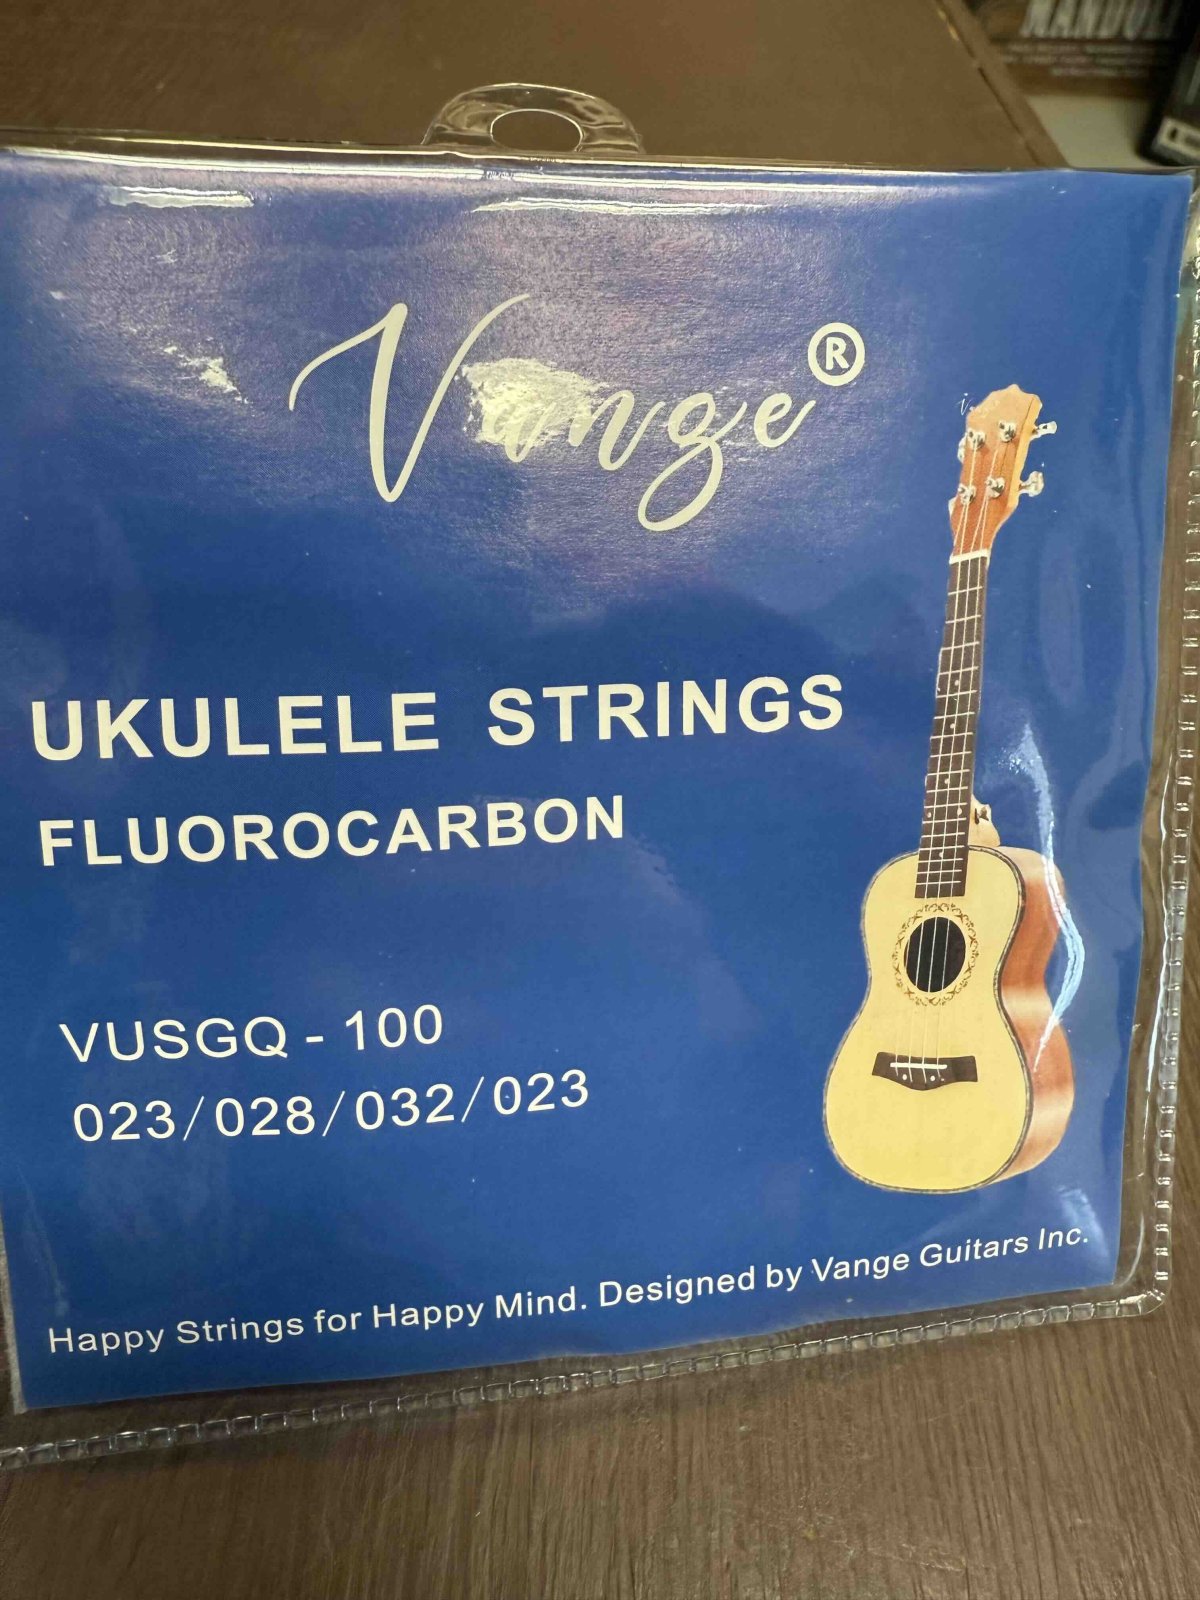 Vange®
UKULELE STRINGS
FLUOROCARBON
VUSGQ - 100
023/028/032/023
Happy Strings for Happy Mind. Designed by Vange Guitars Inc.